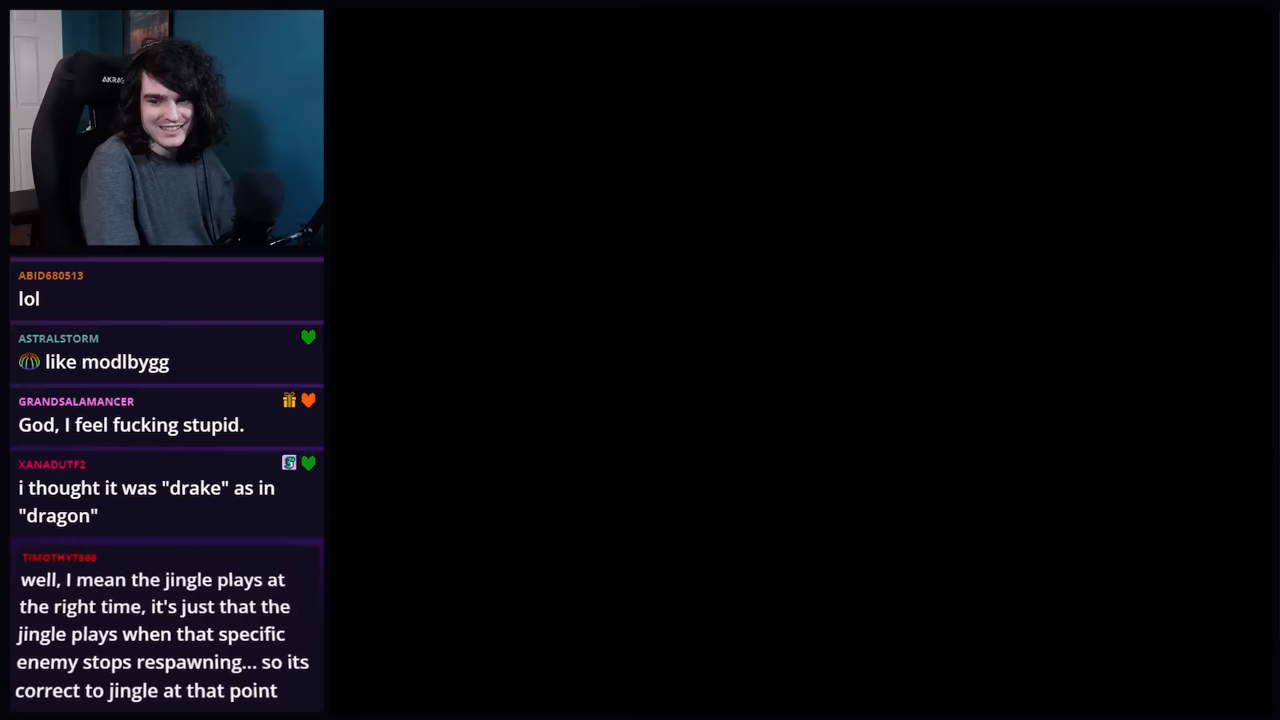 AKRA
ABID680513
lol
ASTRALSTORM
like modlbygg
GRANDSALAMANCER
God, I feel fucking stupid.
XANADUTF2
i thought it was "drake" as in
"dragon"
TIMOTHYT688
well, I mean the jingle plays at
the right time, it's just that the
jingle plays when that specific
enemy stops respawning... so its
correct to jingle at that point